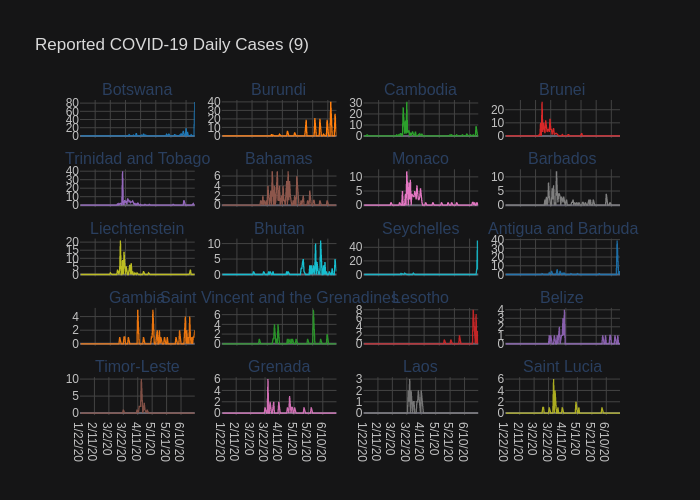 Reported COVID-19 Daily Cases (9)
Botswana Burundi Cambodia Brunei
80 60 40 20 0
40 30 20 10 0
30 20 10 0
20 10 0
Trinidad and Tobago Bahamas Monaco Barbados
40 30 20 10 0
6 4 2 0
10 5 0
10 5 0
Liechtenstein Bhutan Seychelles Antigua and Barbuda
20 15 10 5 0
10 5 0
40 20 0
40 30 20 10 0
Gambia Saint Vincent and the Grenadines Lesotho Belize
4 2 0
6 4 2 0
8 6 4 2 0
4 2 0
Timor-Leste Grenada Laos Saint Lucia
10 5 0
6 4 2 0
3 2 1 0
6 4 2 0
1/22/20 2/11/20 3/2/20 3/22/20 4/11/20 5/1/20 5/21/20 6/10/20
1/22/20 2/11/20 3/2/20 3/22/20 4/11/20 5/1/20 5/21/20 6/10/20
1/22/20 2/11/20 3/2/20 3/22/20 4/11/20 5/1/20 5/21/20 6/10/20
1/22/20 2/11/20 3/2/20 3/22/20 4/11/20 5/1/20 5/21/20 6/10/20